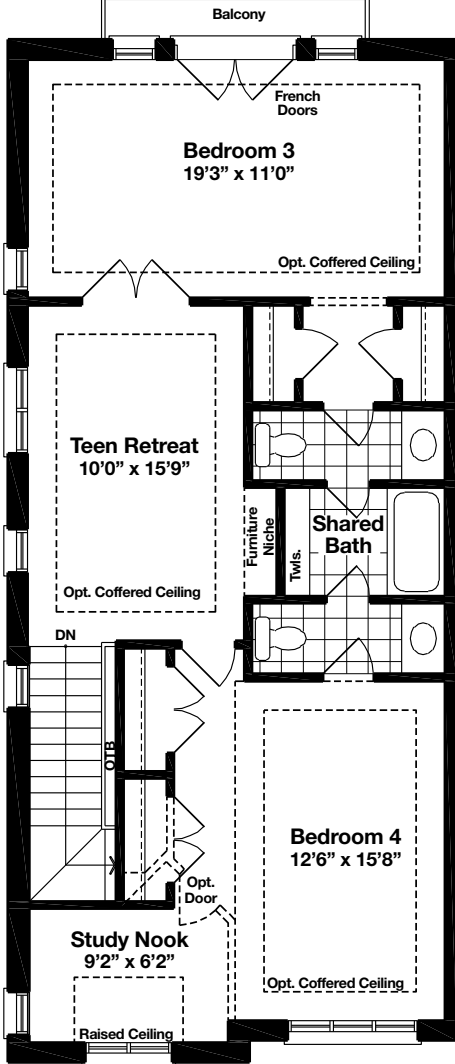 Balcony
French
Doors
Bedroom 3
19’3” x 11’0”
Opt. Coffered Ceiling
Teen Retreat
10’0” x 15’9”
Opt. Coffered Ceiling
Furniture
Niche
Twls.
Shared
Bath
DN
OTB
Bedroom 4
12’6” x 15’8”
Opt. Coffered Ceiling
Opt.
Door
Study Nook
9’2” x 6’2”
Raised Ceiling